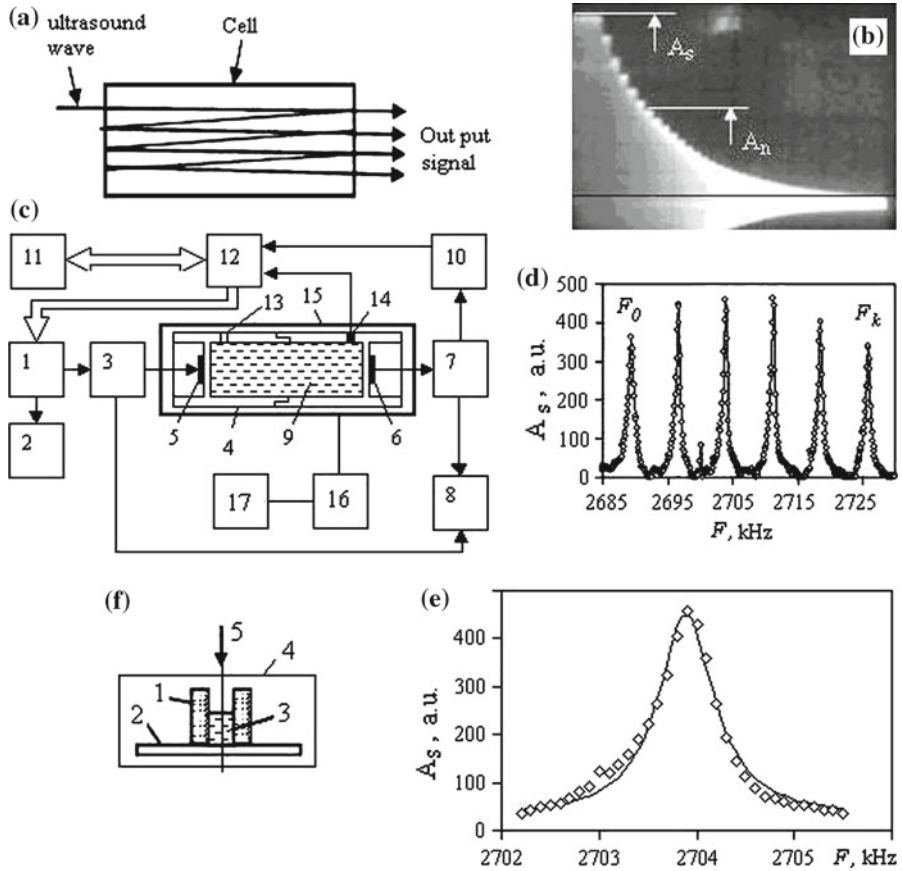 (a)
ultrasound
wave
Cell
Out put
signal
(b)
A_s
A_n
(c)
11
12
10
13
15
14
1
3
7
5
4
9
6
2
17
16
8
(d)
A_s, a.u.
500
400
300
200
100
0
F_0
F_k
2685 2695 2705 2715 2725
F, kHz
(f)
5
4
1
3
2
(e)
A_s, a.u.
400
300
200
100
0
2702 2703 2704 2705 F, kHz